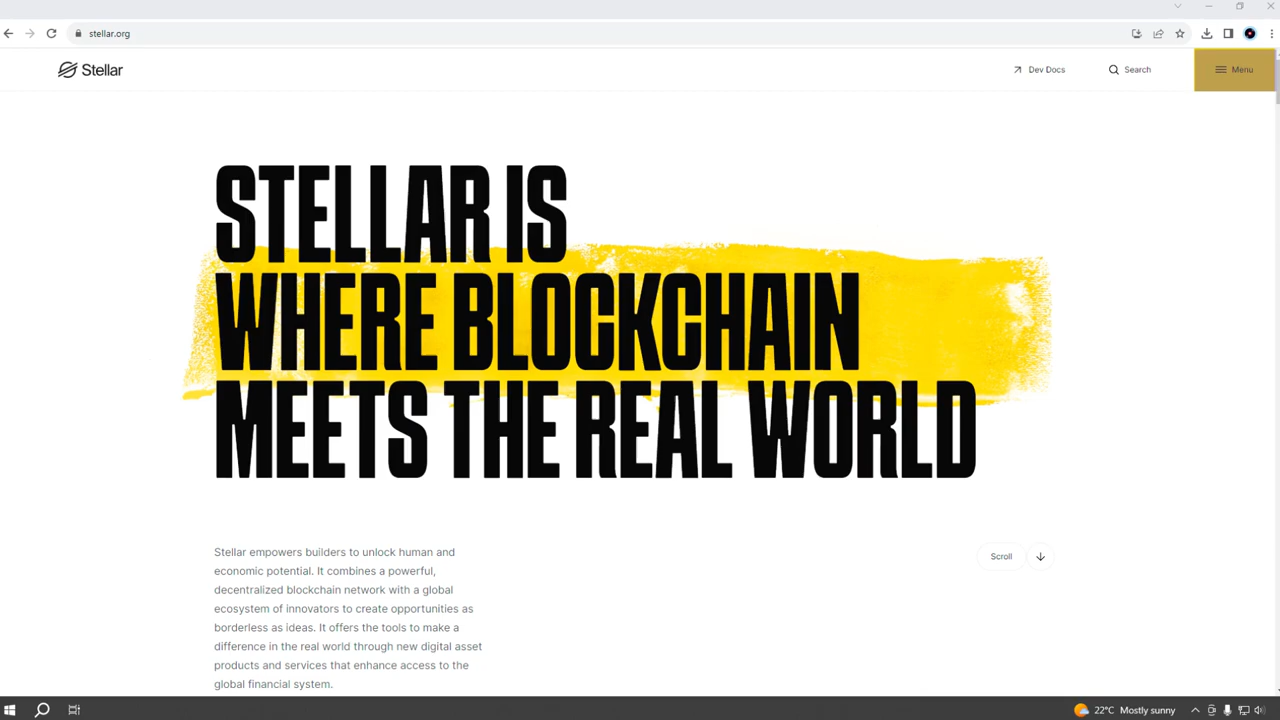 stellar.org
Stellar
Dev Docs
Search
Menu
STELLAR IS
WHERE BLOCKCHAIN
MEETS THE REAL WORLD
Stellar empowers builders to unlock human and
economic potential. It combines a powerful,
decentralized blockchain network with a global
ecosystem of innovators to create opportunities as
borderless as ideas. It offers the tools to make a
difference in the real world through new digital asset
products and services that enhance access to the
global financial system.
Scroll
22°C Mostly sunny